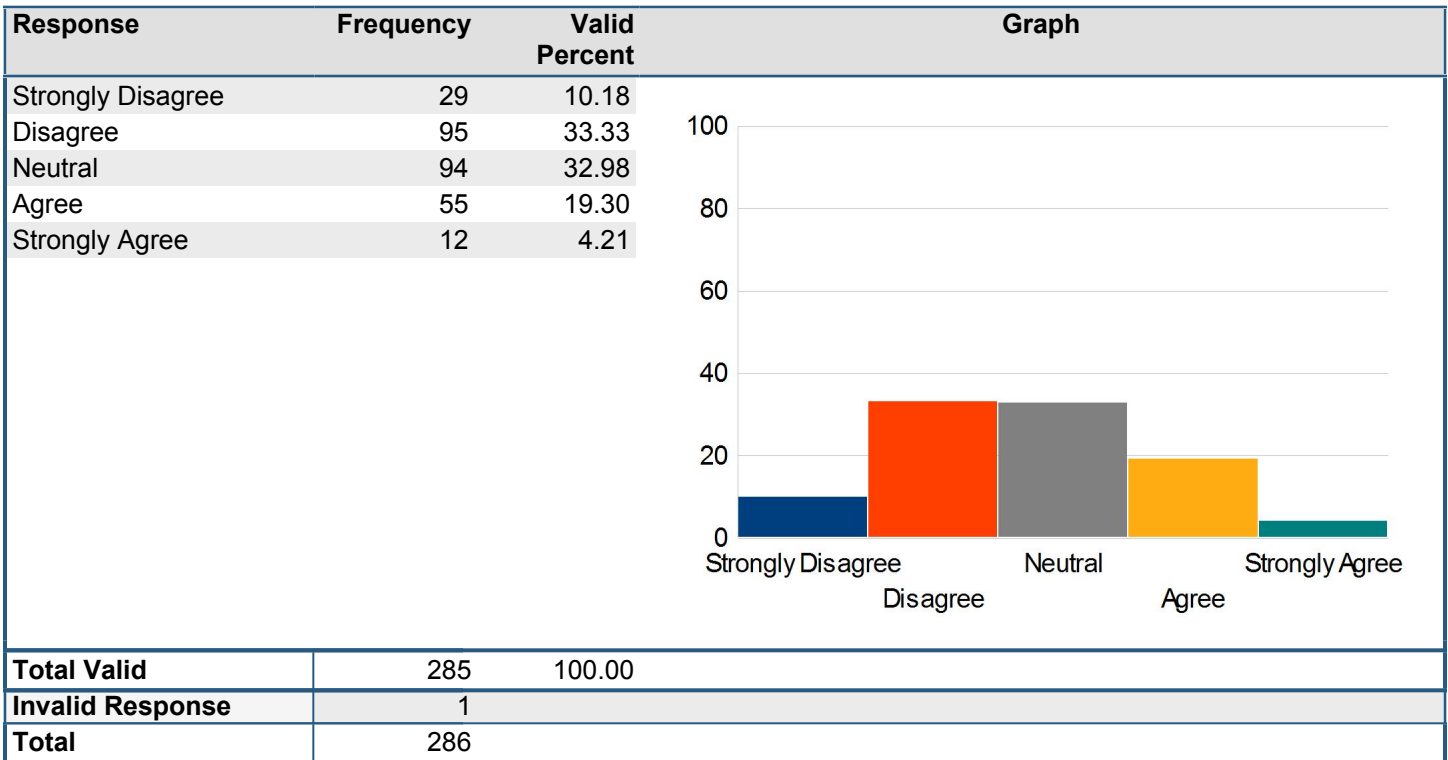 Response Frequency Valid Percent Graph
Strongly Disagree 29 10.18
Disagree 95 33.33
Neutral 94 32.98
Agree 55 19.30
Strongly Agree 12 4.21
100
80
60
40
20
0
Strongly Disagree Neutral Strongly Agree
Disagree Agree
Total Valid 285 100.00
Invalid Response 1
Total 286